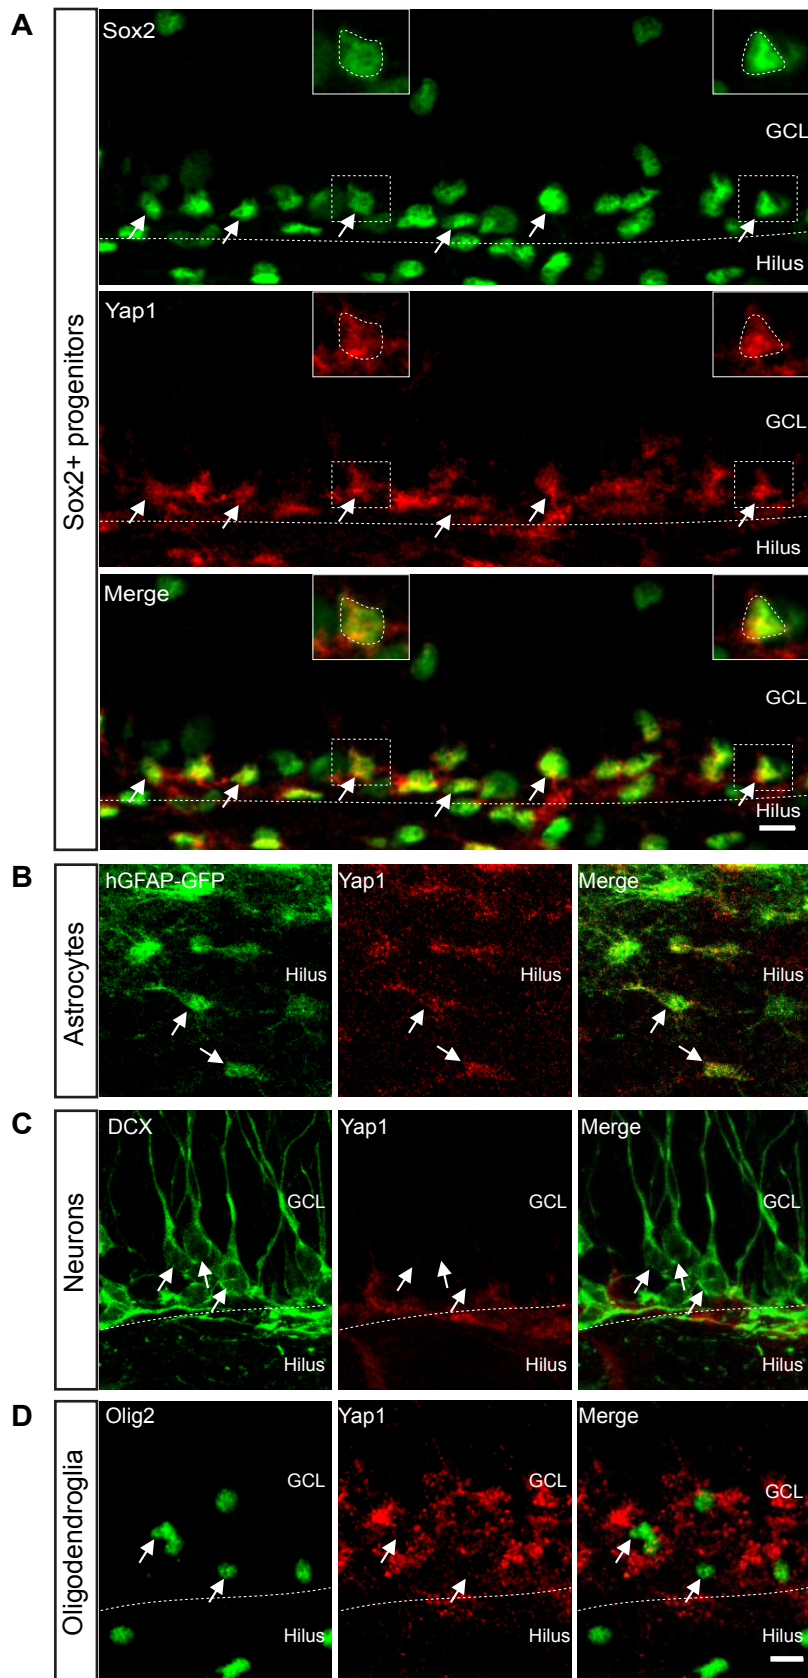 A
Sox2+ progenitors
Sox2
GCL
Hilus
Yap1
GCL
Hilus
Merge
GCL
Hilus
B
Astrocytes
hGFAP-GFP
Hilus
Yap1
Hilus
Merge
Hilus
C
Neurons
DCX
GCL
Hilus
Yap1
GCL
Hilus
Merge
GCL
Hilus
D
Oligodendroglia
Olig2
GCL
Hilus
Yap1
GCL
Hilus
Merge
GCL
Hilus